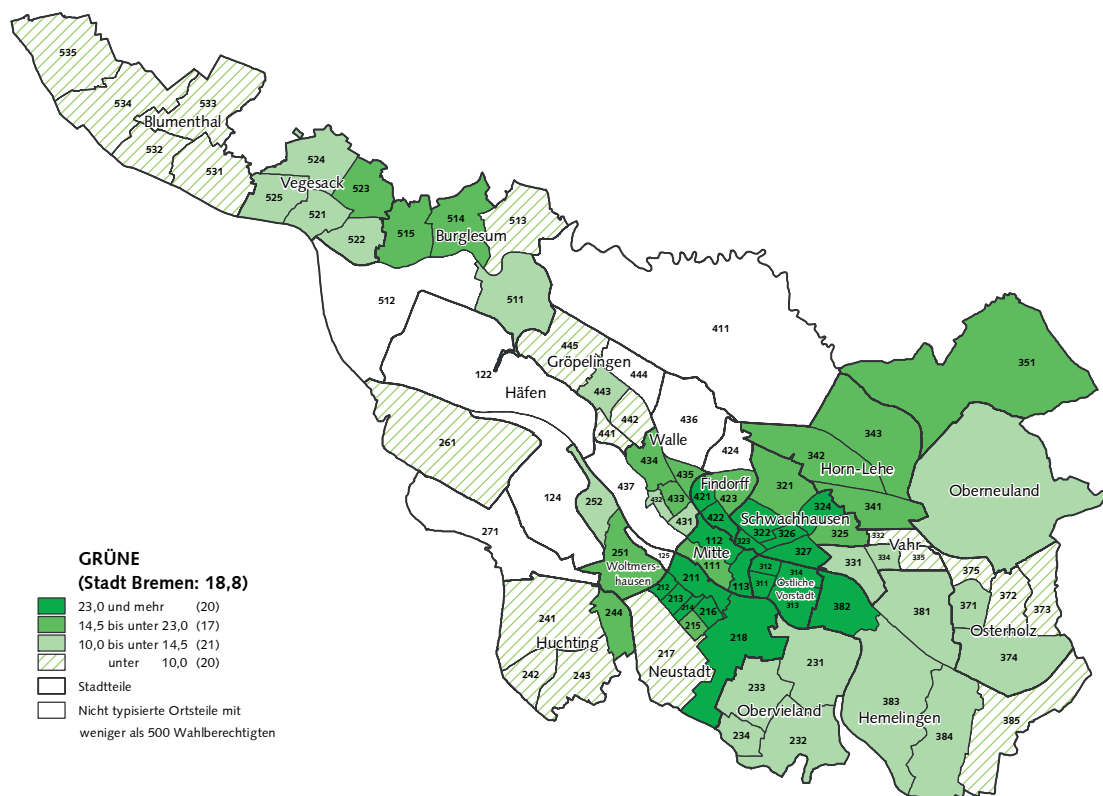 535
534
533
Blumenthal
532
531
524
Vegesack
523
525
521
522
515
514
Burglesum
513
512
511
411
445
Gröpelingen
444
122
Häfen
443
442
441
436
Walle
351
343
342
Horn-Lehe
424
434
435
261
Findorff
321
421
423
Oberneuland
124
252
437
432
433
431
422
Schwachhausen
324
341
322
326
325
323
271
112
Mitte
111
327
332
Vahr
334
335
331
251
Woltmers-
hausen
125
211
212
213
214
216
215
113
312
314
311
Östliche
Vorstadt
313
382
375
372
371
373
381
Osterholz
374
241
244
Huchting
242
243
217
Neustadt
218
231
233
Obervieland
234
232
383
Hemelingen
384
385
GRÜNE
(Stadt Bremen: 18,8)
23,0 und mehr (20)
14,5 bis unter 23,0 (17)
10,0 bis unter 14,5 (21)
unter 10,0 (20)
Stadtteile
Nicht typisierte Ortsteile mit
weniger als 500 Wahlberechtigten